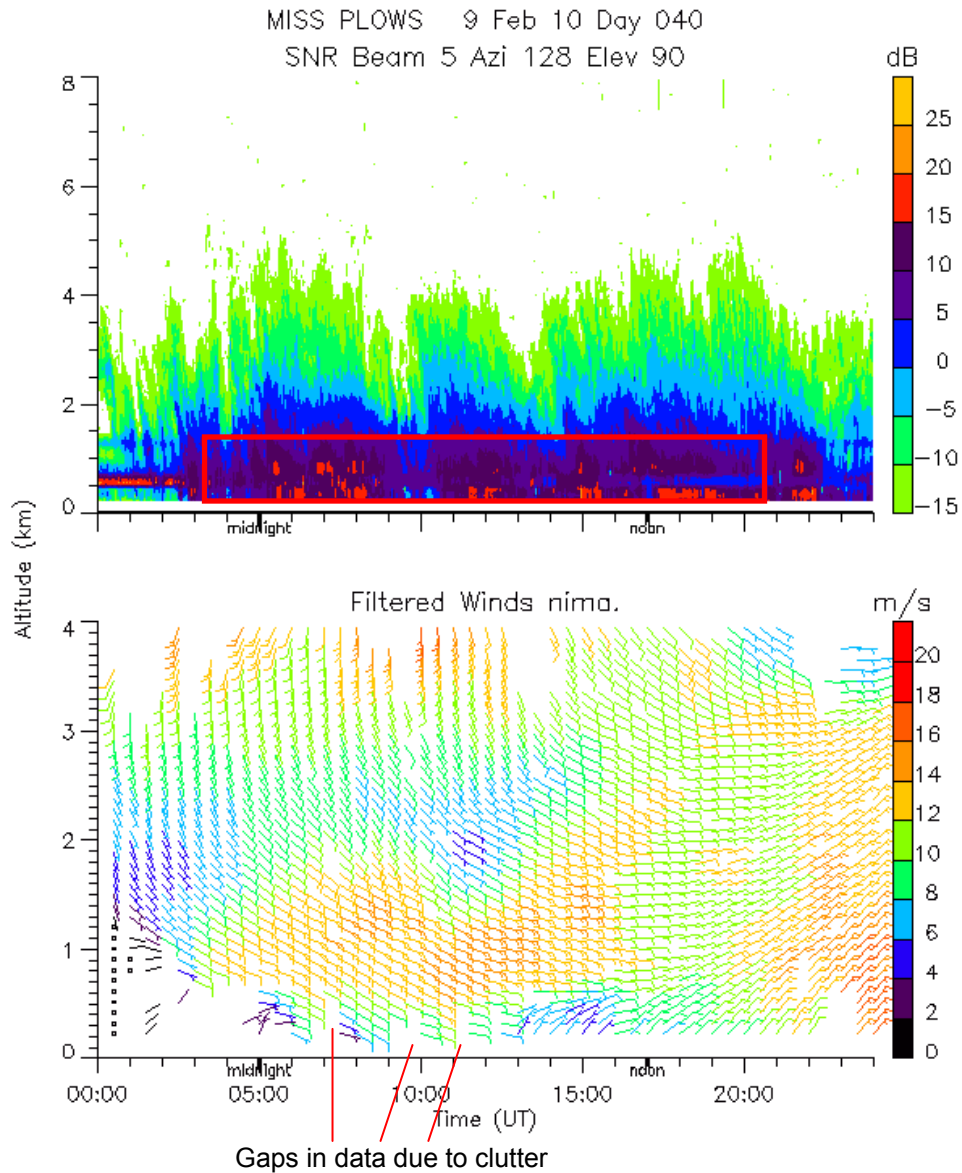 MISS PLOWS 9 Feb 10 Day 040
SNR Beam 5 Azi 128 Elev 90
dB
8
6
4
2
0
25
20
15
10
5
0
−5
−10
−15
midnight
noon
Altitude (km)
Filtered Winds nima.
m/s
4
3
2
1
0
20
18
16
14
12
10
8
6
4
2
0
midnight
noon
00:00 05:00 10:00 15:00 20:00
Time (UT)
Gaps in data due to clutter